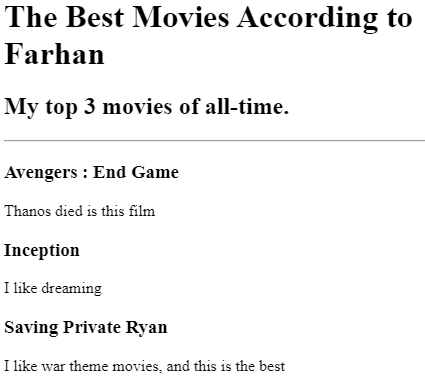 The Best Movies According to
Farhan
My top 3 movies of all-time.
Avengers : End Game
Thanos died is this film
Inception
I like dreaming
Saving Private Ryan
I like war theme movies, and this is the best